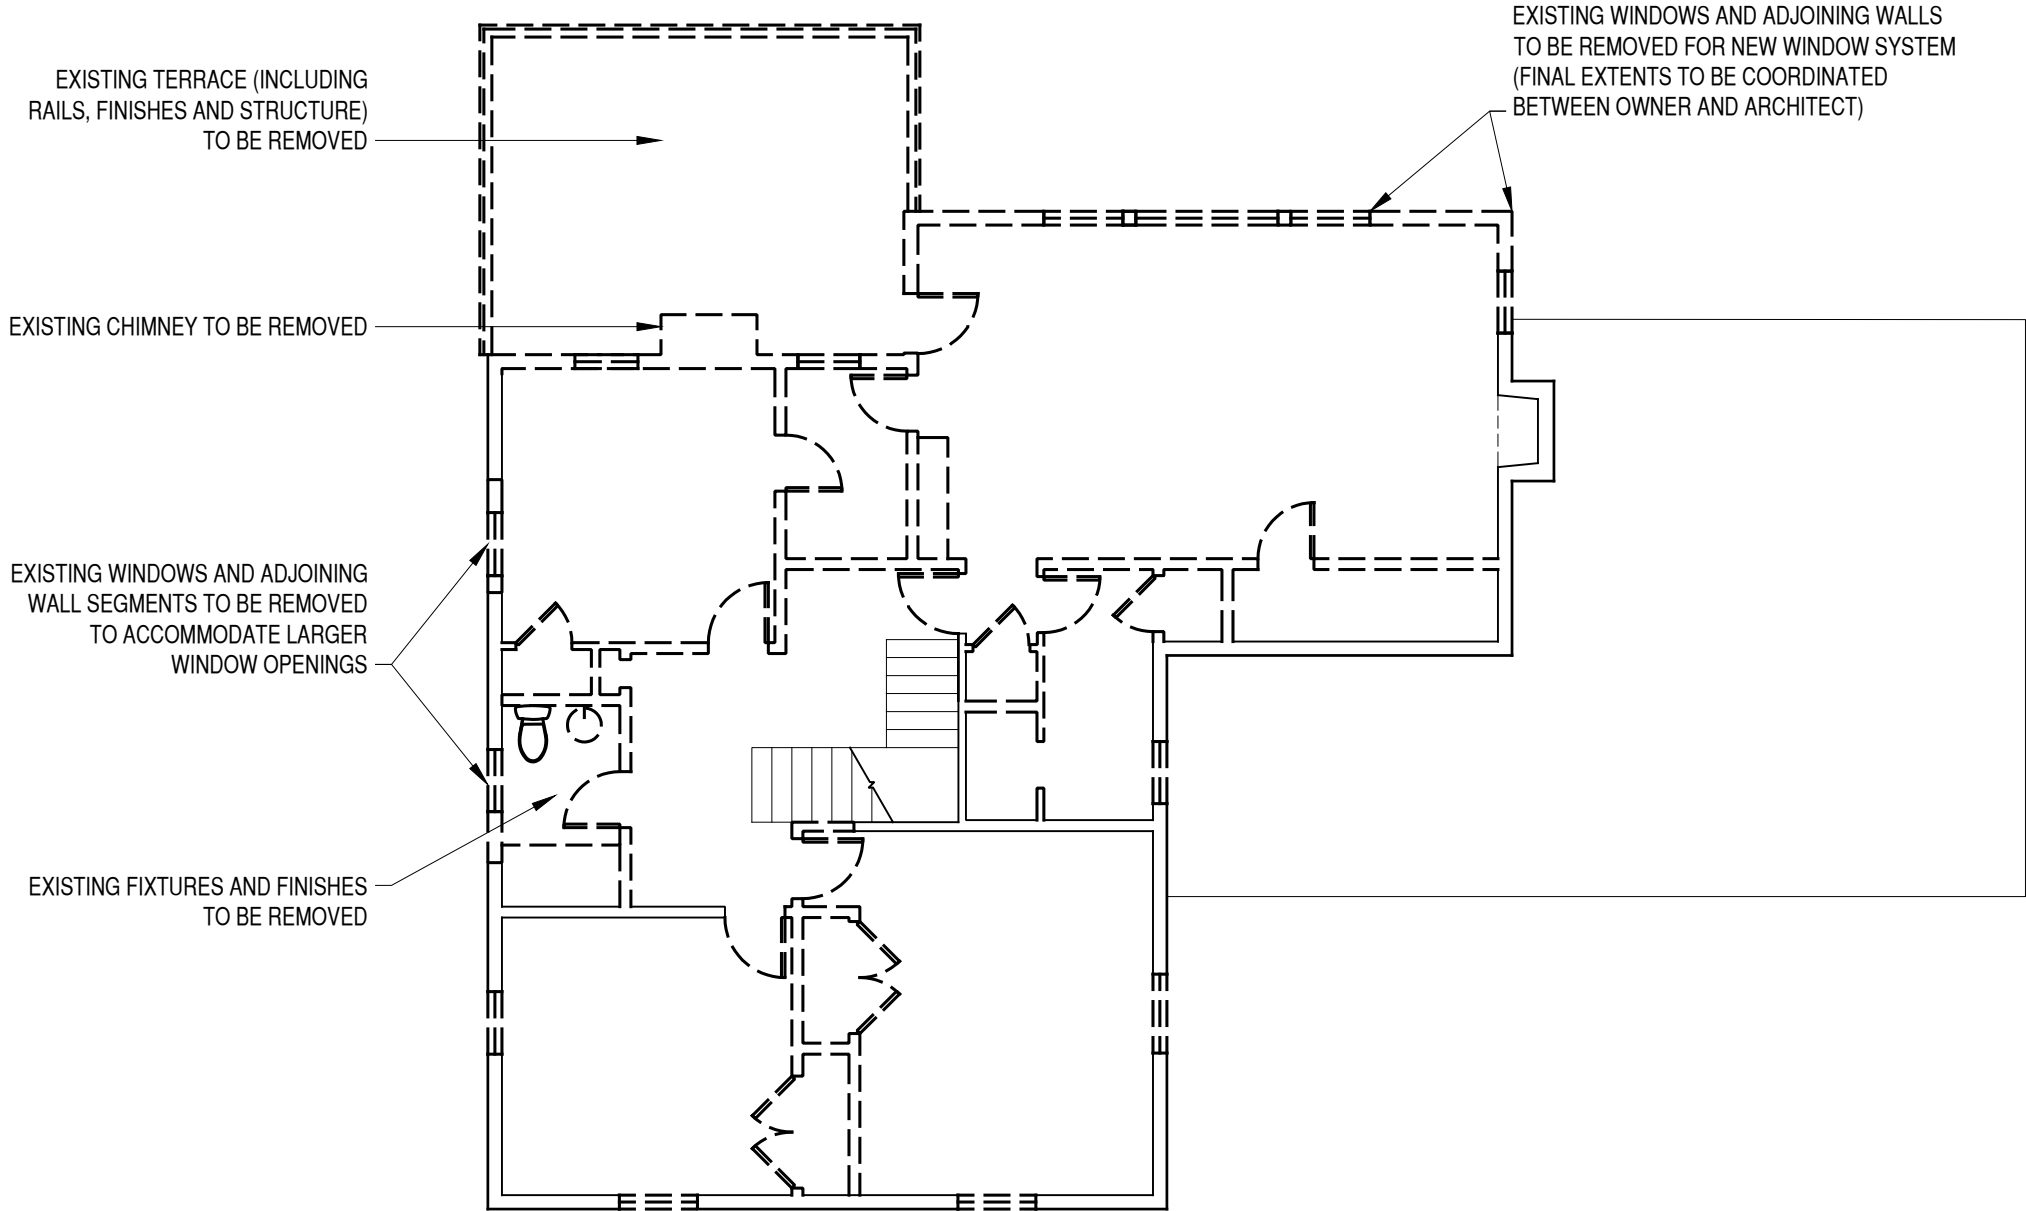 EXISTING WINDOWS AND ADJOINING WALLS
TO BE REMOVED FOR NEW WINDOW SYSTEM
(FINAL EXTENTS TO BE COORDINATED
BETWEEN OWNER AND ARCHITECT)
EXISTING TERRACE (INCLUDING
RAILS, FINISHES AND STRUCTURE)
TO BE REMOVED
EXISTING CHIMNEY TO BE REMOVED
EXISTING WINDOWS AND ADJOINING
WALL SEGMENTS TO BE REMOVED
TO ACCOMMODATE LARGER
WINDOW OPENINGS
EXISTING FIXTURES AND FINISHES
TO BE REMOVED